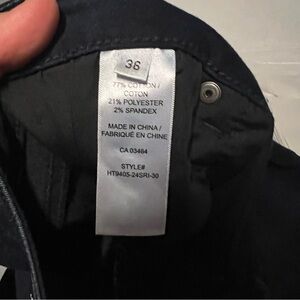 36
77% COTTON /
COTON
21% POLYESTER
2% SPANDEX
MADE IN CHINA /
FABRIQUÉ EN CHINE
CA 03464
STYLE#
HT9405-24SRI-30